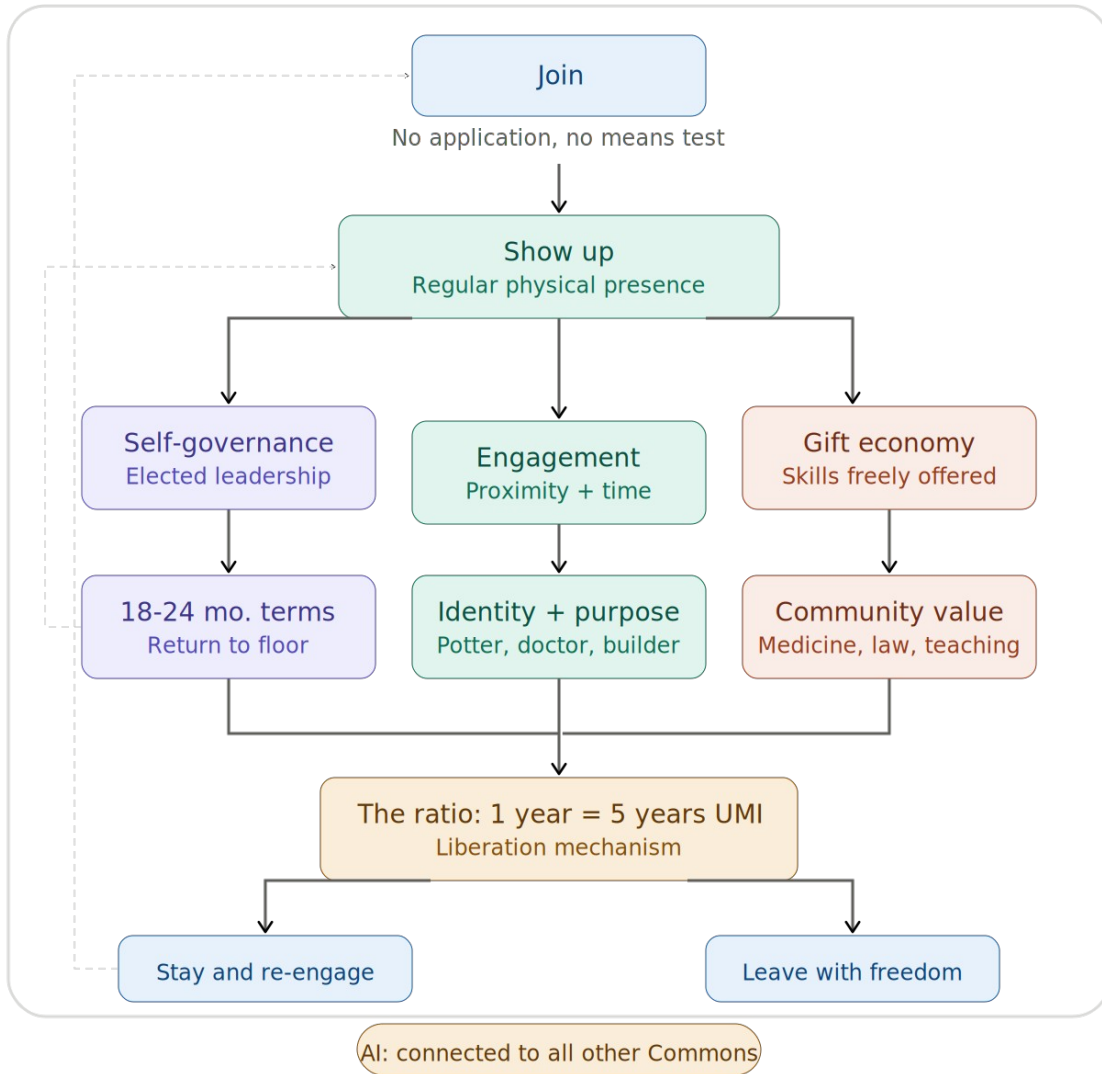 Join
No application, no means test
Show up
Regular physical presence
Self-governance
Elected leadership
Engagement
Proximity + time
Gift economy
Skills freely offered
18-24 mo. terms
Return to floor
Identity + purpose
Potter, doctor, builder
Community value
Medicine, law, teaching
The ratio: 1 year = 5 years UMI
Liberation mechanism
Stay and re-engage
Leave with freedom
AI: connected to all other Commons